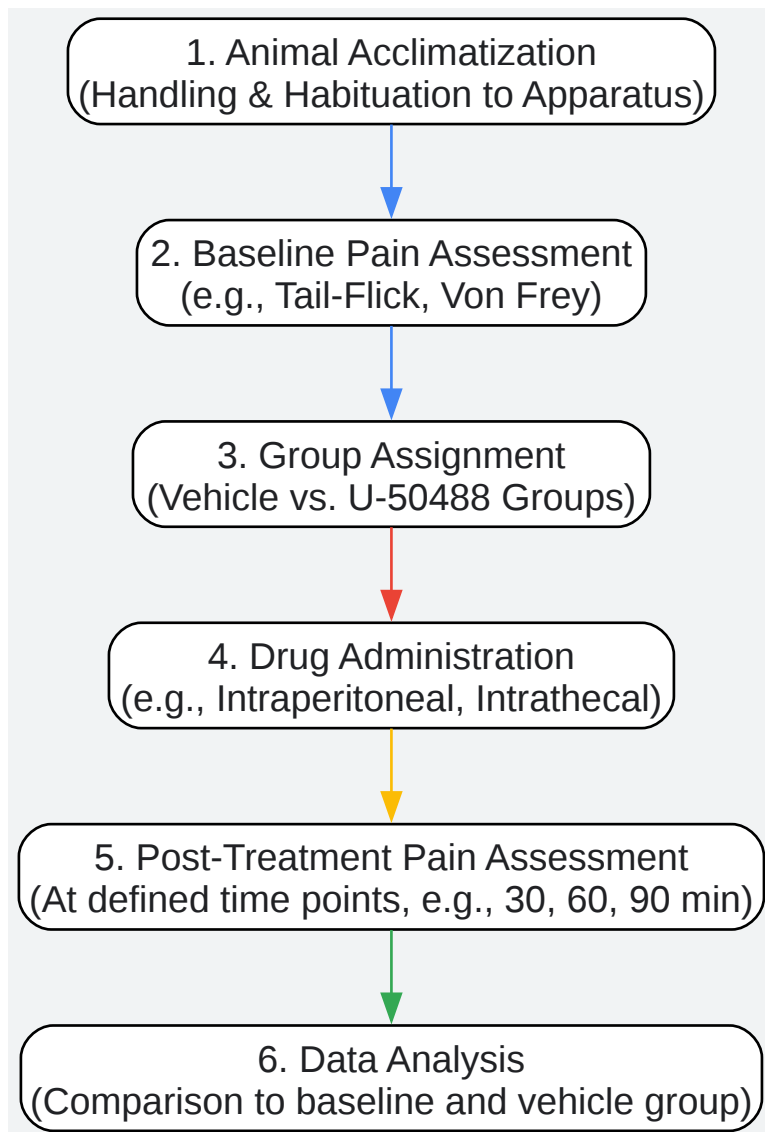 1. Animal Acclimatization
(Handling & Habituation to Apparatus)
2. Baseline Pain Assessment
(e.g., Tail-Flick, Von Frey)
3. Group Assignment
(Vehicle vs. U-50488 Groups)
4. Drug Administration
(e.g., Intraperitoneal, Intrathecal)
5. Post-Treatment Pain Assessment
(At defined time points, e.g., 30, 60, 90 min)
6. Data Analysis
(Comparison to baseline and vehicle group)